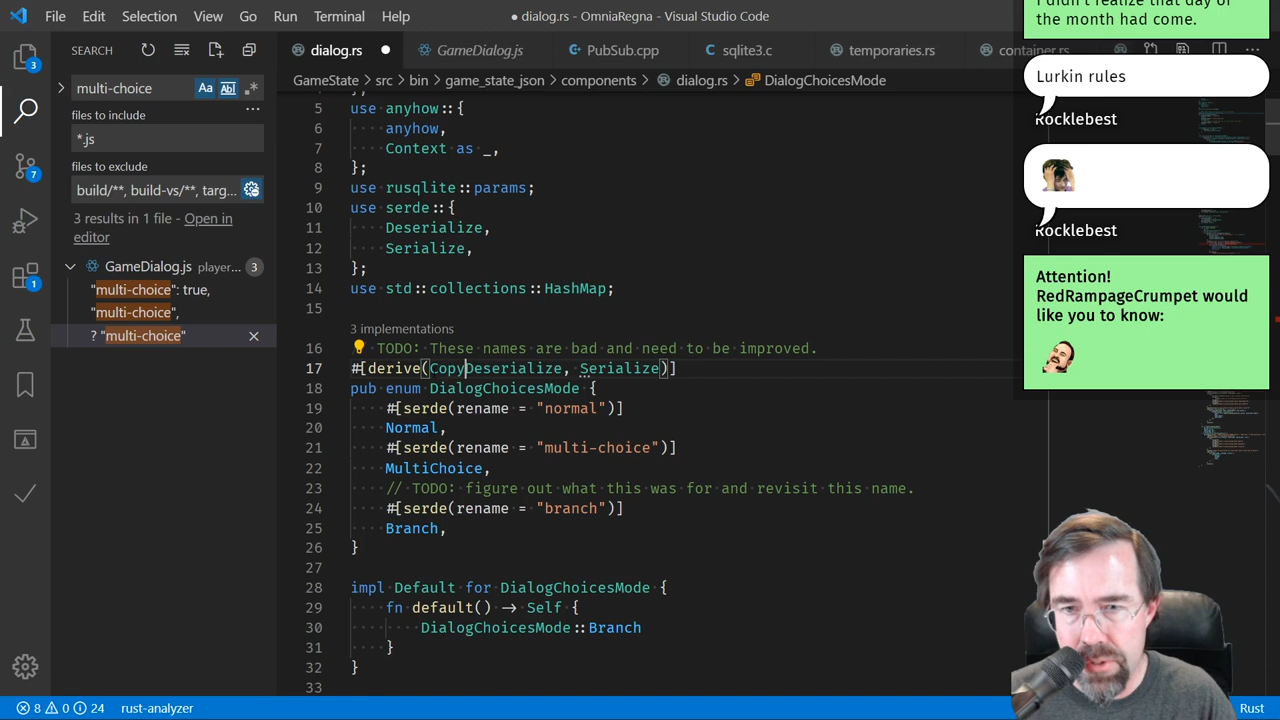 File Edit Selection View Go Run Terminal Help
● dialog.rs - OmniaRegna - Visual Studio Code
SEARCH
dialog.rs ●
GameDialog.js
PubSub.cpp
sqlite3.c
temporaries.rs
container.rs
GameState > src > bin > game_state_json > components > dialog.rs > DialogChoicesMode
multi-choice
Aa
files to include
*.js
files to exclude
build/**, build-vs/**, targ...
3 results in 1 file - Open in
editor
GameDialog.js player... 3
"multi-choice": true,
"multi-choice",
? "multi-choice"
3
7
1
5 use anyhow::{
6 anyhow,
7 Context as _,
8 };
9 use rusqlite::params;
10 use serde::{
11 Deserialize,
12 Serialize,
13 };
14 use std::collections::HashMap;
15
3 implementations
16 TODO: These names are bad and need to be improved.
17 #[derive(CopyDeserialize, Serialize)]
18 pub enum DialogChoicesMode {
19 #[serde(rename = "normal")]
20 Normal,
21 #[serde(rename = "multi-choice")]
22 MultiChoice,
23 // TODO: figure out what this was for and revisit this name.
24 #[serde(rename = "branch")]
25 Branch,
26 }
27
28 impl Default for DialogChoicesMode {
29 fn default() → Self {
30 DialogChoicesMode::Branch
31 }
32 }
33
I didn't realize that day of
the month had come.
Lurkin rules
Rocklebest
Rocklebest
Attention!
RedRampageCrumpet would
like you to know:
8 0 24 rust-analyzer
Rust